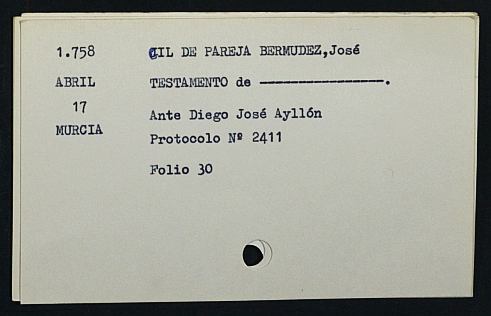 1.758 GIL DE PAREJA BERMUDEZ,José
ABRIL TESTAMENTO de ----------------.
17
Ante Diego José Ayllón
MURCIA
Protocolo Nº 2411
Folio 30